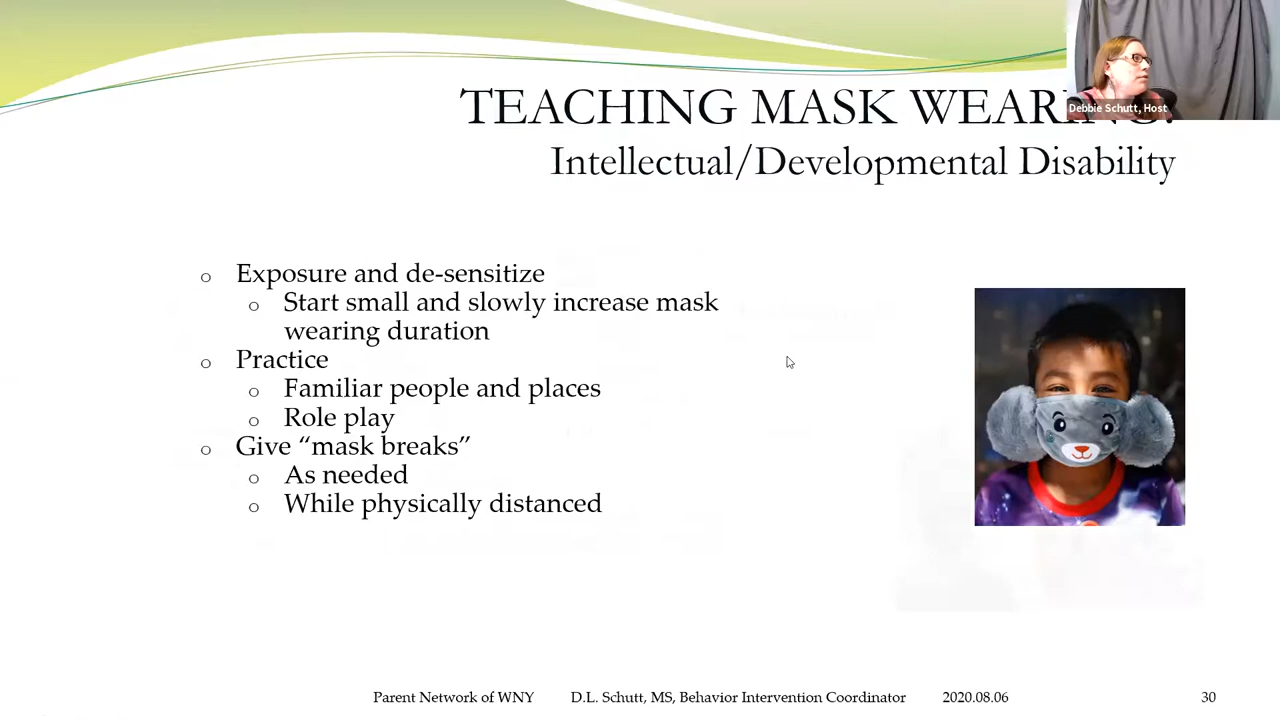 TEACHING MASK WEARING:
Debbie Schutt, Host
Intellectual/Developmental Disability
o Exposure and de-sensitize
o Start small and slowly increase mask
wearing duration
o Practice
o Familiar people and places
o Role play
o Give “mask breaks”
o As needed
o While physically distanced
Parent Network of WNY D.L. Schutt, MS, Behavior Intervention Coordinator 2020.08.06 30